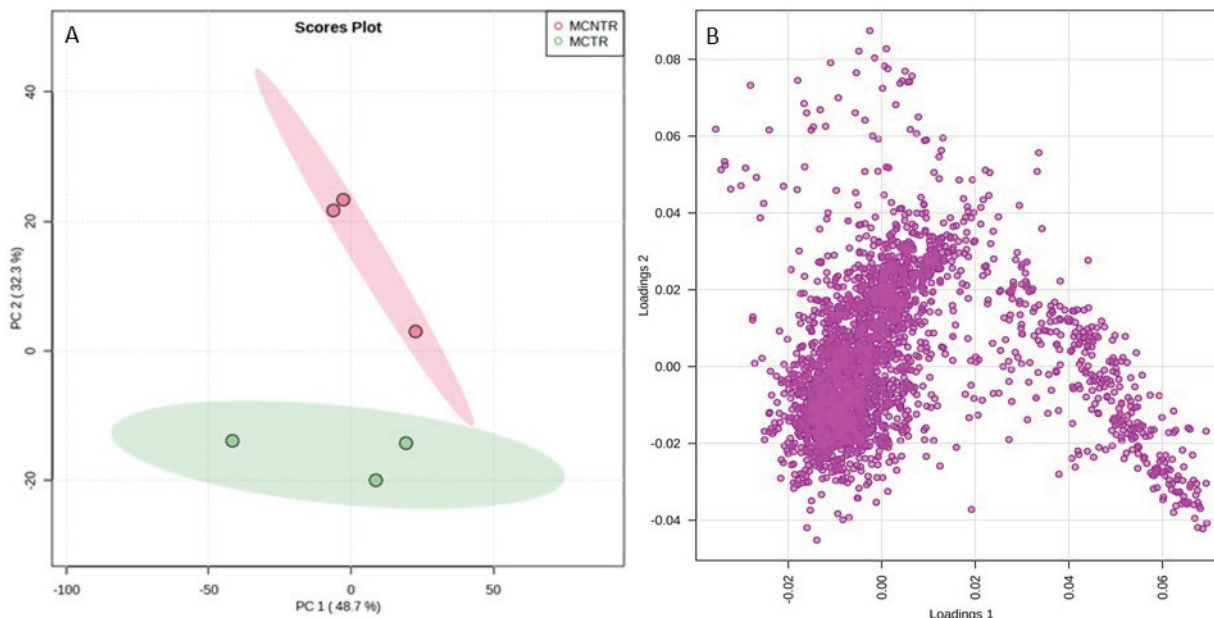 A
Scores Plot
MCNTR
MCTR
40
20
0
-20
PC 2 ( 32.3 %)
-100
-50
0
50
PC 1 ( 48.7 %)
B
0.08
0.06
0.04
0.02
0.00
-0.02
-0.04
Loadings 2
-0.02
0.00
0.02
0.04
0.06
Loadings 1